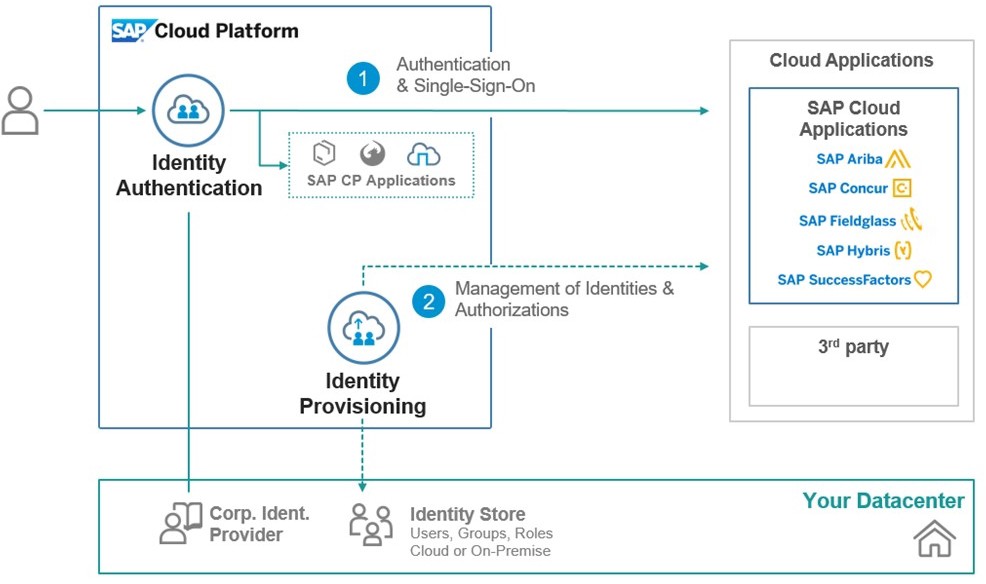 SAP Cloud Platform
1
Authentication
& Single-Sign-On
Identity
Authentication
SAP CP Applications
2
Management of Identities &
Authorizations
Identity
Provisioning
Cloud Applications
SAP Cloud
Applications
SAP Ariba
SAP Concur
SAP Fieldglass
SAP Hybris
SAP SuccessFactors
3rd party
Your Datacenter
Corp. Ident.
Provider
Identity Store
Users, Groups, Roles
Cloud or On-Premise